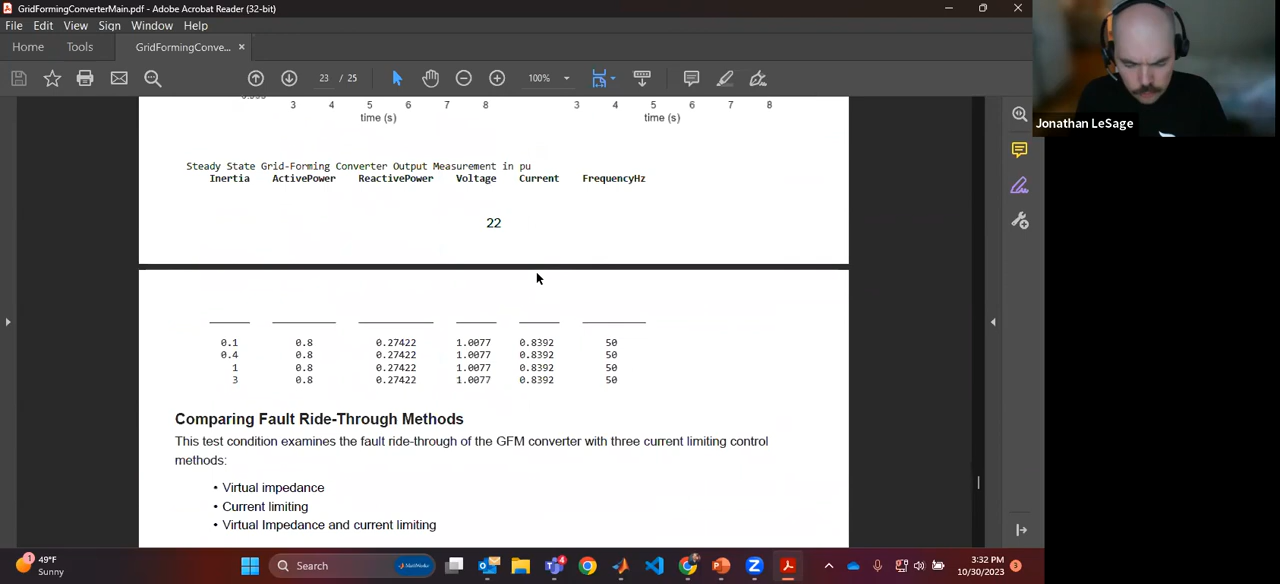 GridFormingConverterMain.pdf - Adobe Acrobat Reader (32-bit)
File Edit View Sign Window Help
Home Tools GridFormingConve... ×
23 / 25 100%
3 4 5 6 7 8 3 4 5 6 7 8
time (s) time (s)
Steady State Grid-Forming Converter Output Measurement in pu
Inertia ActivePower ReactivePower Voltage Current FrequencyHz
22
0.1 0.8 0.27422 1.0077 0.8392 50
0.4 0.8 0.27422 1.0077 0.8392 50
1 0.8 0.27422 1.0077 0.8392 50
3 0.8 0.27422 1.0077 0.8392 50
Comparing Fault Ride-Through Methods
This test condition examines the fault ride-through of the GFM converter with three current limiting control
methods:
• Virtual impedance
• Current limiting
• Virtual Impedance and current limiting
Jonathan LeSage
1 49°F
Sunny
Search MathWorks
4
3:32 PM
10/30/2023 3